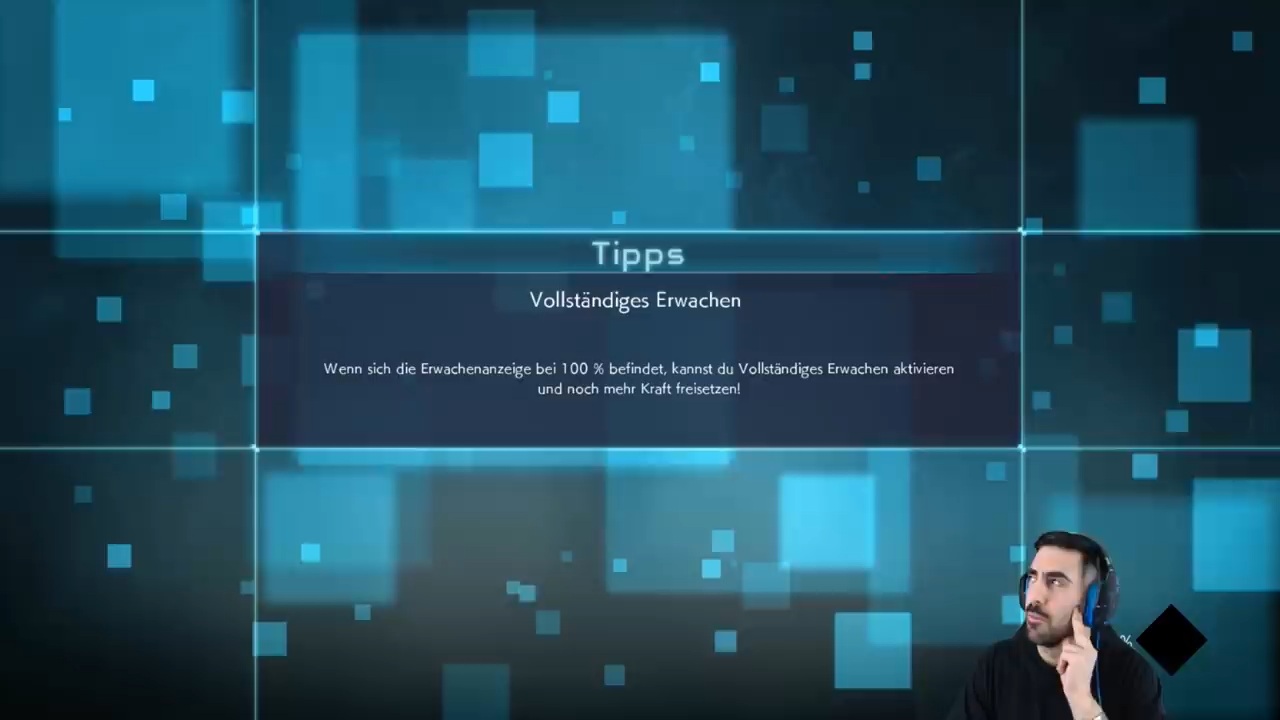 Tipps
Vollständiges Erwachen
Wenn sich die Erwachenanzeige bei 100 % befindet, kannst du Vollständiges Erwachen aktivieren
und noch mehr Kraft freisetzen!
%